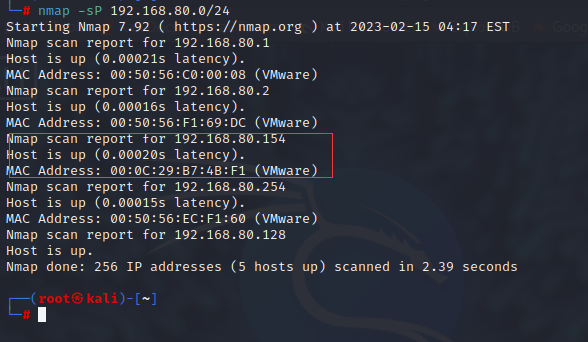 └─# nmap -sP 192.168.80.0/24
Starting Nmap 7.92 ( https://nmap.org ) at 2023-02-15 04:17 EST
Nmap scan report for 192.168.80.1
Host is up (0.00021s latency).
MAC Address: 00:50:56:C0:00:08 (VMware)
Nmap scan report for 192.168.80.2
Host is up (0.00016s latency).
MAC Address: 00:50:56:F1:69:DC (VMware)
Nmap scan report for 192.168.80.154
Host is up (0.00020s latency).
MAC Address: 00:0C:29:B7:4B:F1 (VMware)
Nmap scan report for 192.168.80.254
Host is up (0.00015s latency).
MAC Address: 00:50:56:EC:F1:60 (VMware)
Nmap scan report for 192.168.80.128
Host is up.
Nmap done: 256 IP addresses (5 hosts up) scanned in 2.39 seconds
┌──(root㉿kali)-[~]
└─#